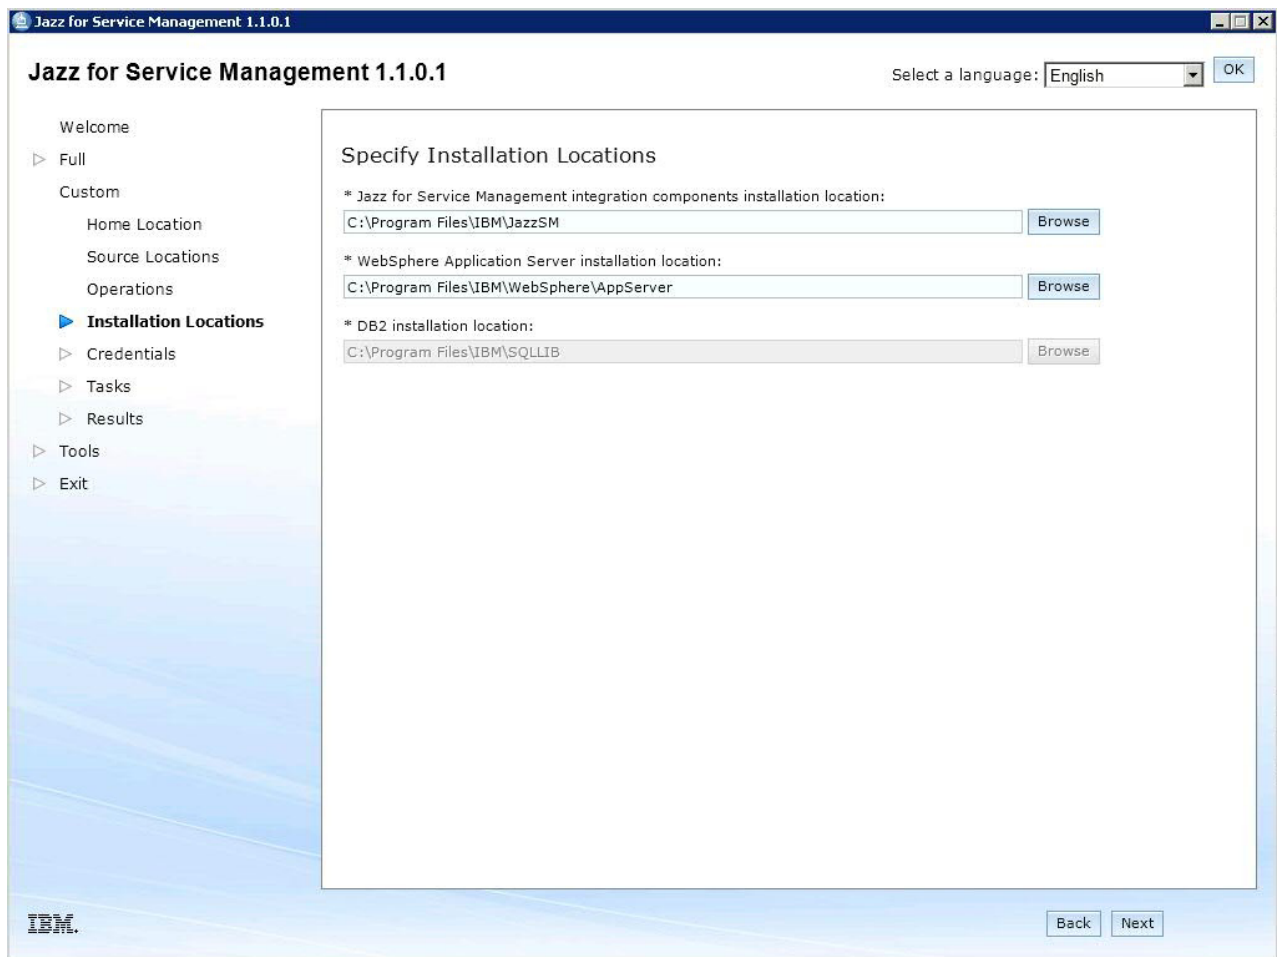 Jazz for Service Management 1.1.0.1
Jazz for Service Management 1.1.0.1
Select a language: English OK
Welcome
Full
Custom
Home Location
Source Locations
Operations
Installation Locations
Credentials
Tasks
Results
Tools
Exit
Specify Installation Locations
* Jazz for Service Management integration components installation location:
C:\Program Files\IBM\JazzSM Browse
* WebSphere Application Server installation location:
C:\Program Files\IBM\WebSphere\AppServer Browse
* DB2 installation location:
C:\Program Files\IBM\SQLLIB Browse
IBM.
Back Next